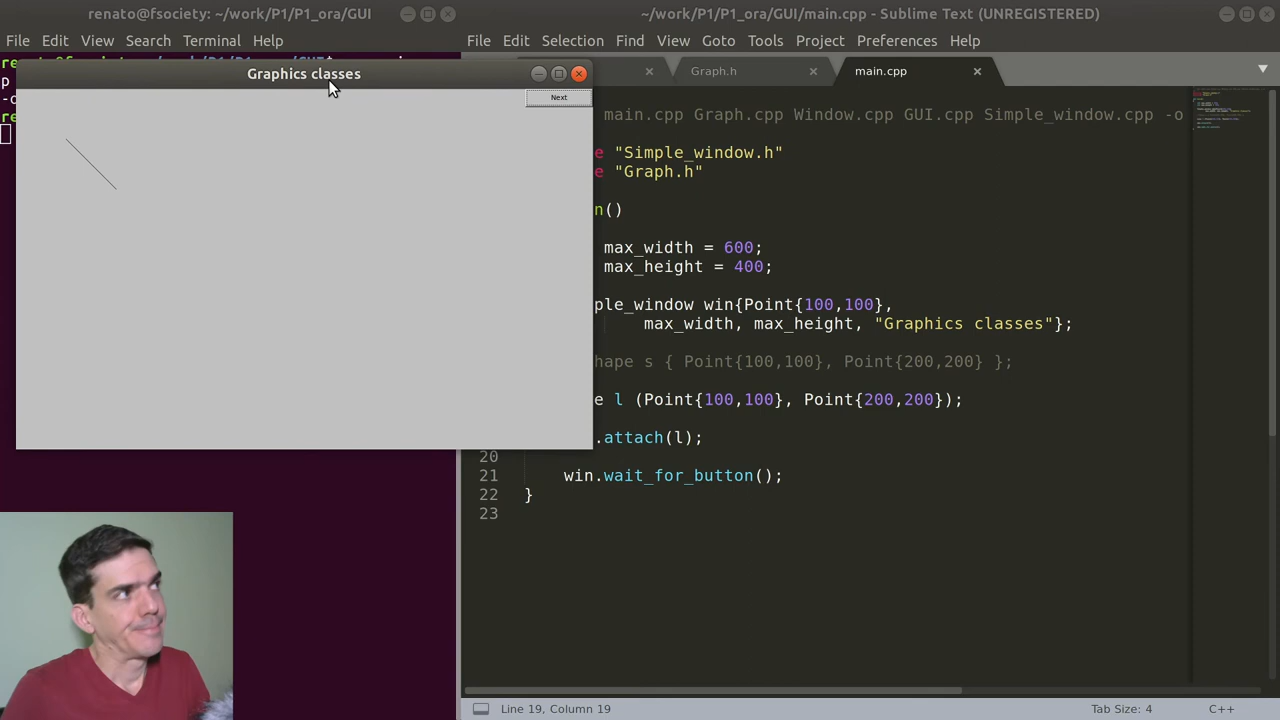 renato@fsociety: ~/work/P1/P1_ora/GUI
File Edit View Search Terminal Help
p
-o
re
Graphics classes
Next
~/work/P1/P1_ora/GUI/main.cpp - Sublime Text (UNREGISTERED)
File Edit Selection Find View Goto Tools Project Preferences Help
Graph.h main.cpp
main.cpp Graph.cpp Window.cpp GUI.cpp Simple_window.cpp -o
e "Simple_window.h"
e "Graph.h"
n()
max_width = 600;
max_height = 400;
ple_window win{Point{100,100},
max_width, max_height, "Graphics classes"};
hape s { Point{100,100}, Point{200,200} };
e l (Point{100,100}, Point{200,200});
.attach(l);
20
21 win.wait_for_button();
22 }
23
Line 19, Column 19
Tab Size: 4
C++